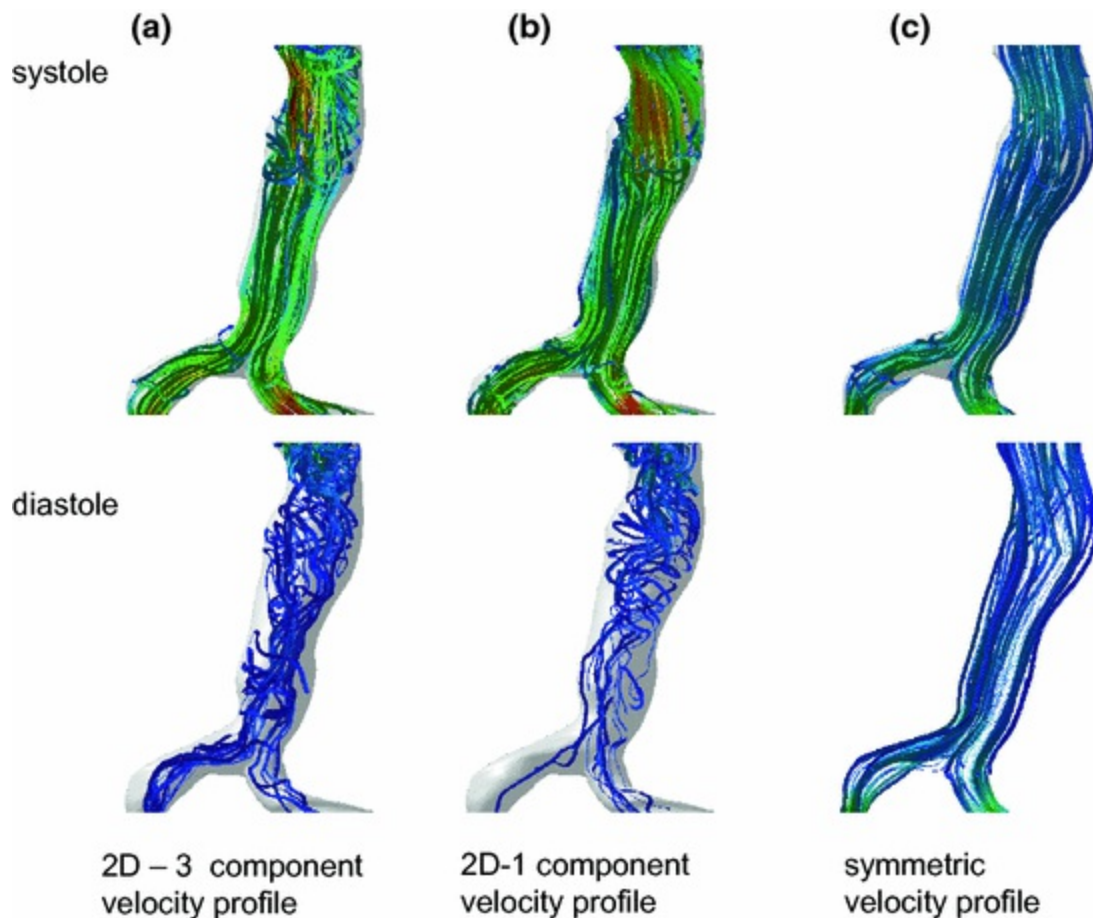 (a)
(b)
(c)
systole
diastole
2D – 3 component
velocity profile
2D-1 component
velocity profile
symmetric
velocity profile